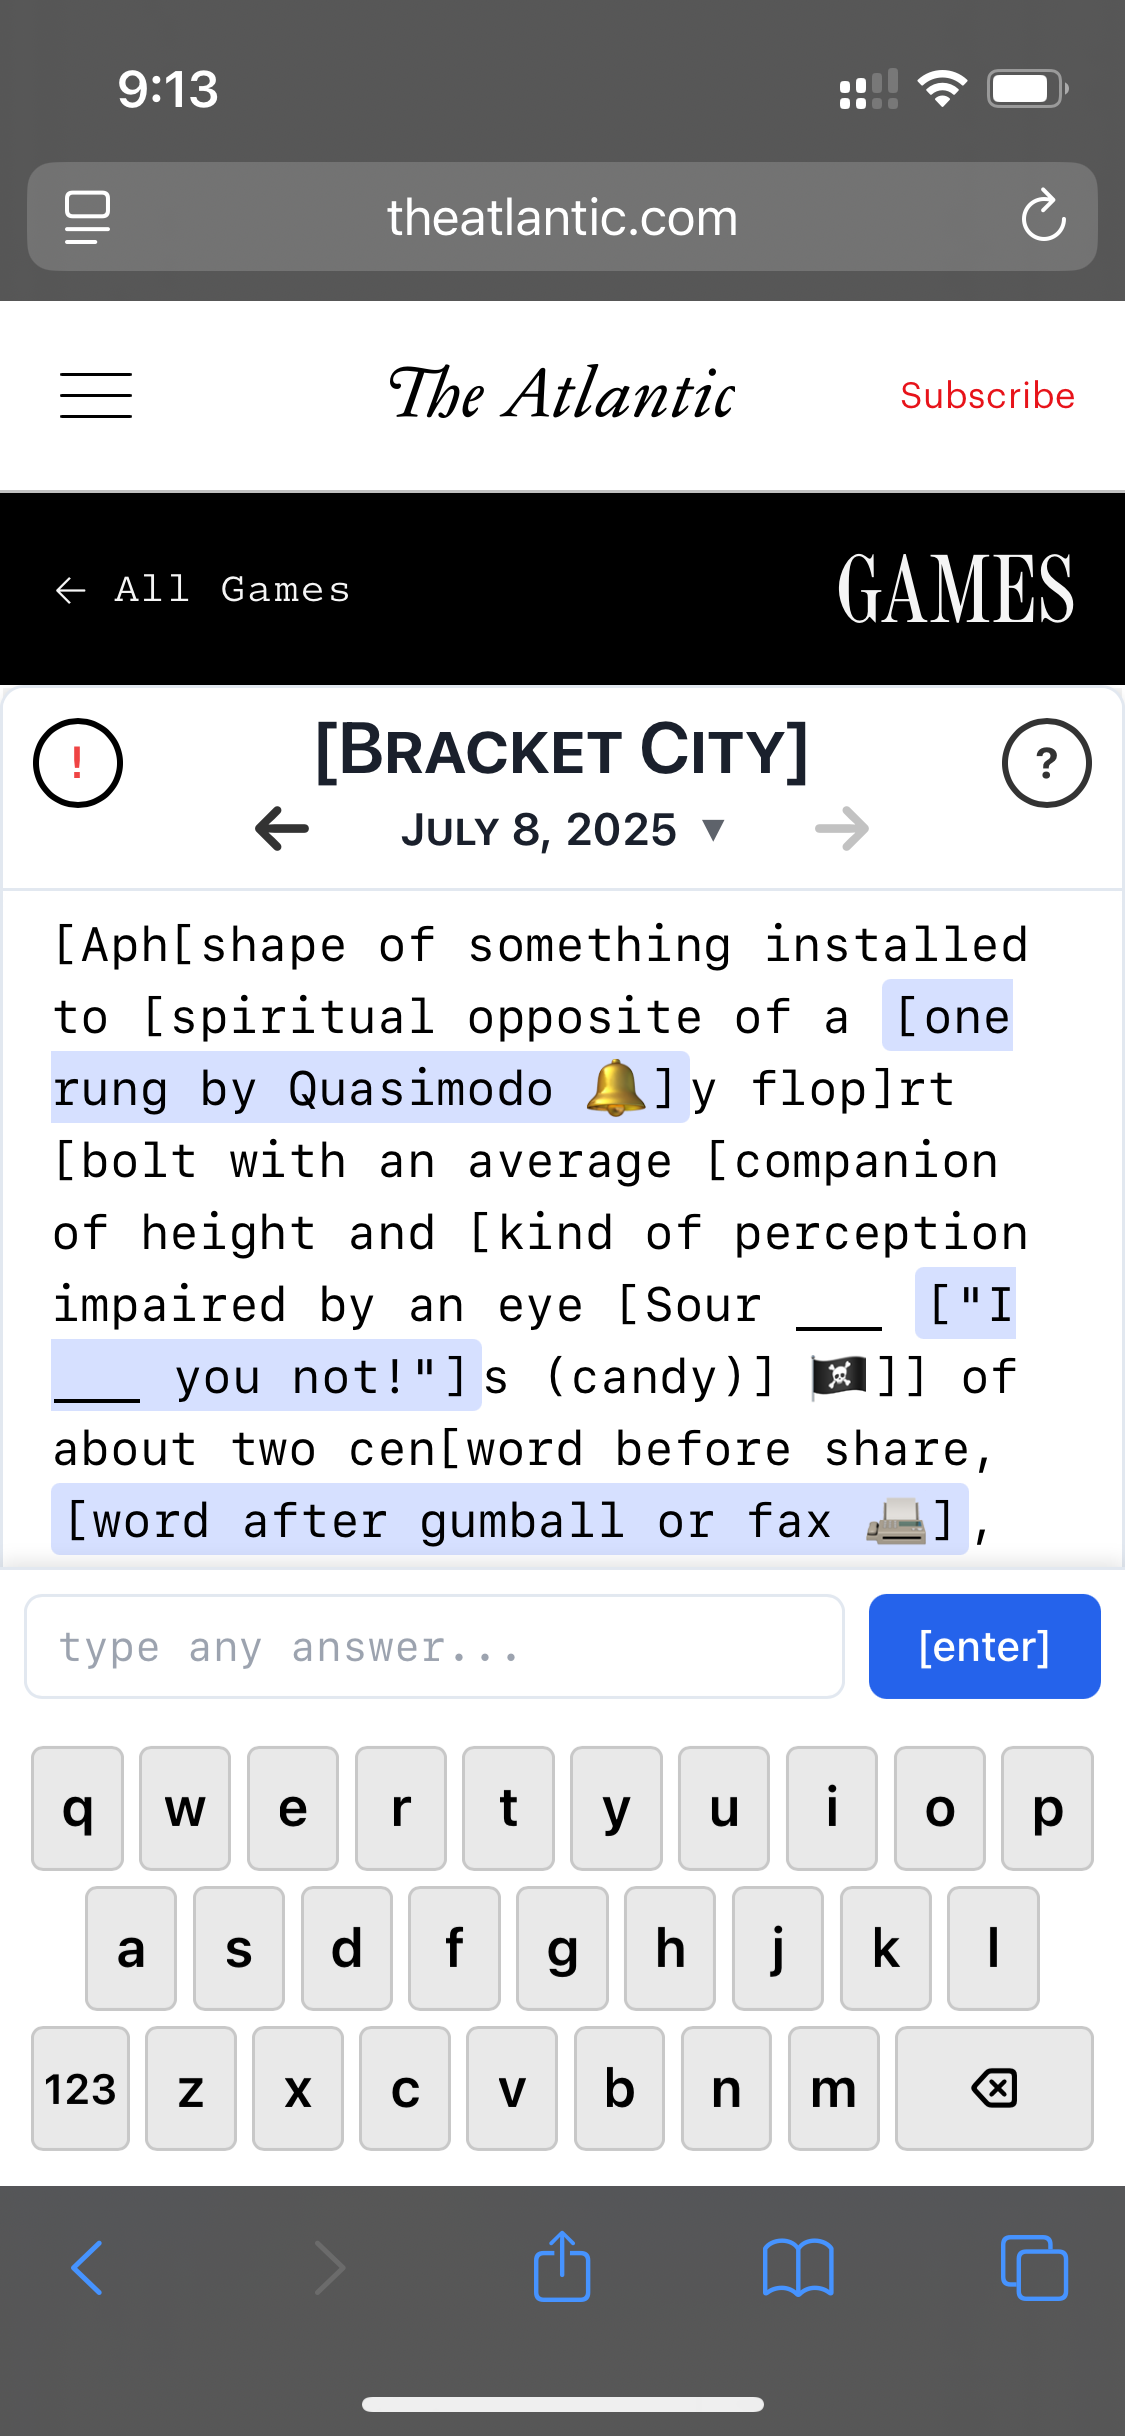 9:13
theatlantic.com
The Atlantic
Subscribe
← All Games
GAMES
!
[BRACKET CITY]
?
← JULY 8, 2025 ▼ →
[Aph[shape of something installed
to [spiritual opposite of a [one
rung by Quasimodo 🔔]y flop]rt
[bolt with an average [companion
of height and [kind of perception
impaired by an eye [Sour ___ ["I
___ you not!"]s (candy)] 🏴‍☠️]] of
about two cen[word before share,
[word after gumball or fax 📠],
type any answer...
[enter]
q w e r t y u i o p
a s d f g h j k l
123 z x c v b n m